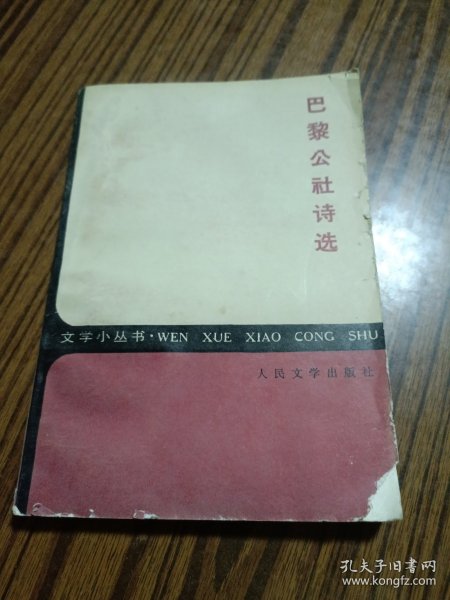 巴黎公社诗选
文学小丛书·WEN XUE XIAO CONG SHU
人民文学出版社
孔夫子旧书网
www.kongfz.com